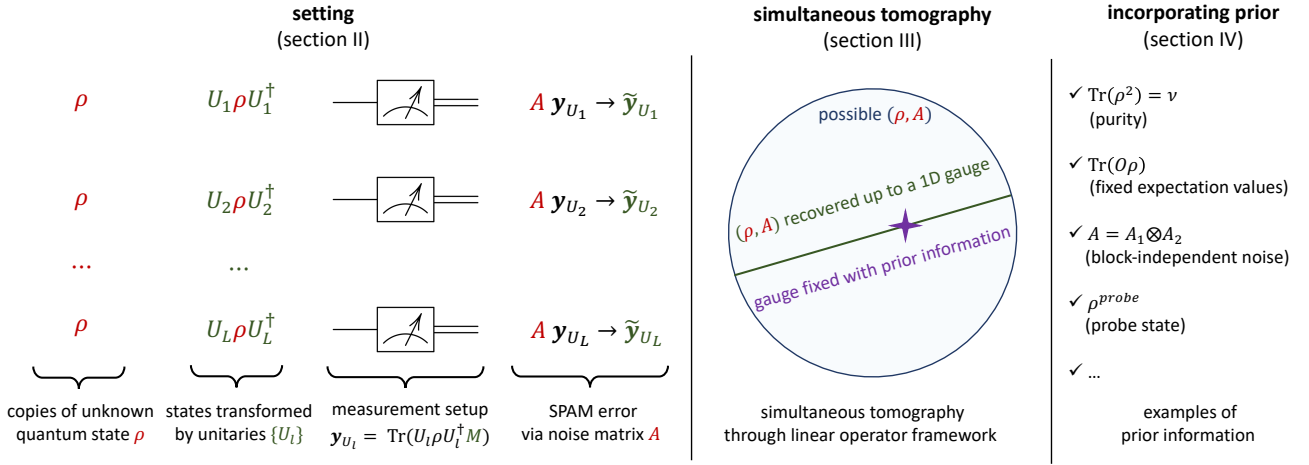 setting
(section II)
ρ
U₁ρU₁†
A 𝒚_U₁ → ỹ_U₁
ρ
U₂ρU₂†
A 𝒚_U₂ → ỹ_U₂
...
...
ρ
U_LρU_L†
A 𝒚_U_L → ỹ_U_L
copies of unknown
quantum state ρ
states transformed
by unitaries {U_l}
measurement setup
𝒚_U_l = Tr(U_lρU_l†M)
SPAM error
via noise matrix A
simultaneous tomography
(section III)
possible (ρ, A)
(ρ, A) recovered up to a 1D gauge
gauge fixed with prior information
simultaneous tomography
through linear operator framework
incorporating prior
(section IV)
✓ Tr(ρ²) = ν
(purity)
✓ Tr(Oρ)
(fixed expectation values)
✓ A = A₁⊗A₂
(block-independent noise)
✓ ρ^probe
(probe state)
✓ ...
examples of
prior information